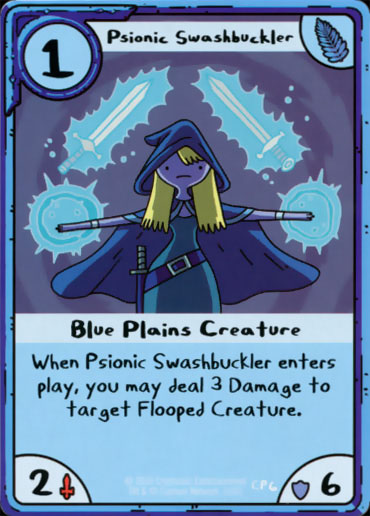 1
Psionic Swashbuckler
Blue Plains Creature
When Psionic Swashbuckler enters
play, you may deal 3 Damage to
target Flooped Creature.
CP6
2
6